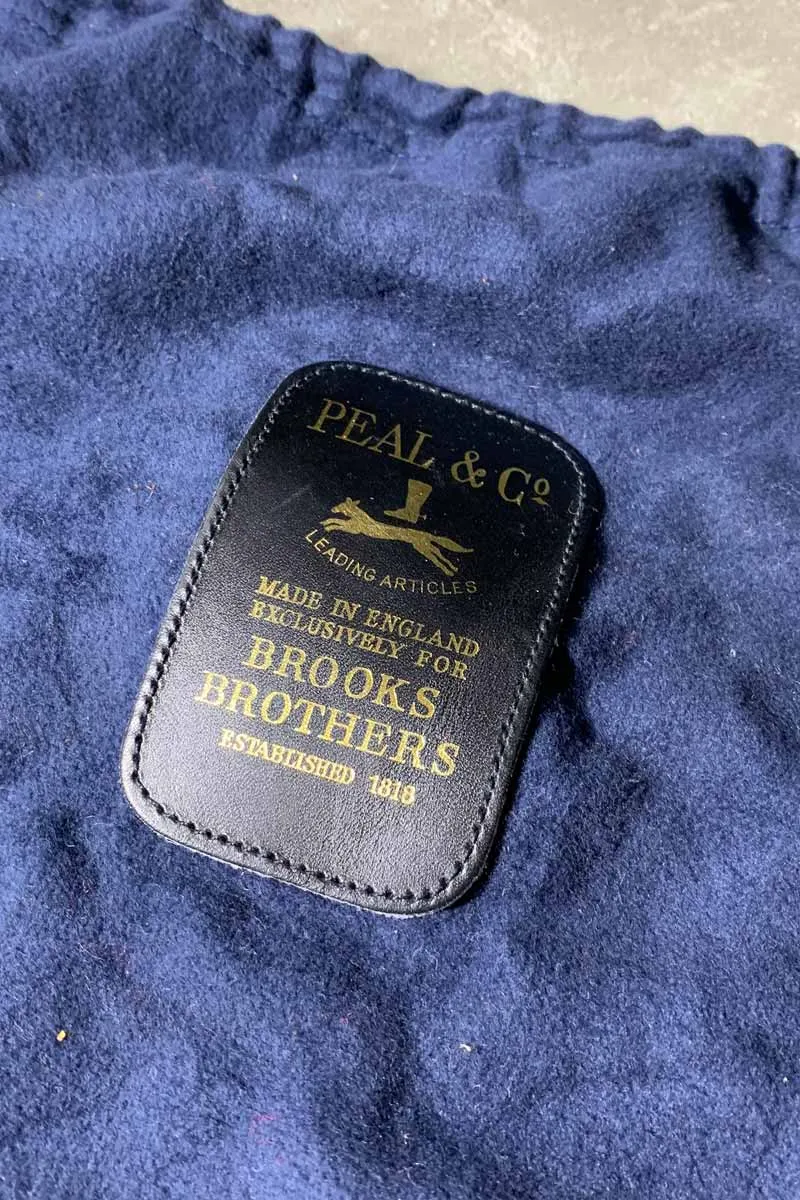 PEAL & Cº
LEADING ARTICLES
MADE IN ENGLAND
EXCLUSIVELY FOR
BROOKS
BROTHERS
ESTABLISHED 1818